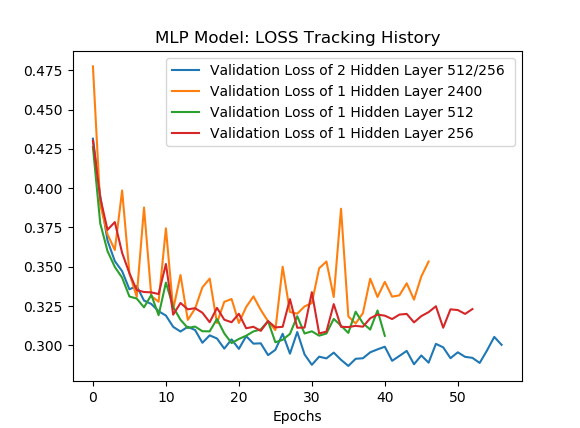 MLP Model: LOSS Tracking History
Validation Loss of 2 Hidden Layer 512/256
Validation Loss of 1 Hidden Layer 2400
Validation Loss of 1 Hidden Layer 512
Validation Loss of 1 Hidden Layer 256
0.475
0.450
0.425
0.400
0.375
0.350
0.325
0.300
0 10 20 30 40 50
Epochs